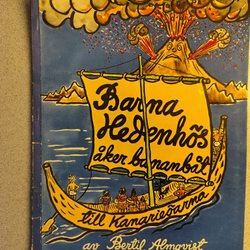 Barna
Hedenhös
åker bananbåt
till Kanarieöarna
av Bertil Almqvist